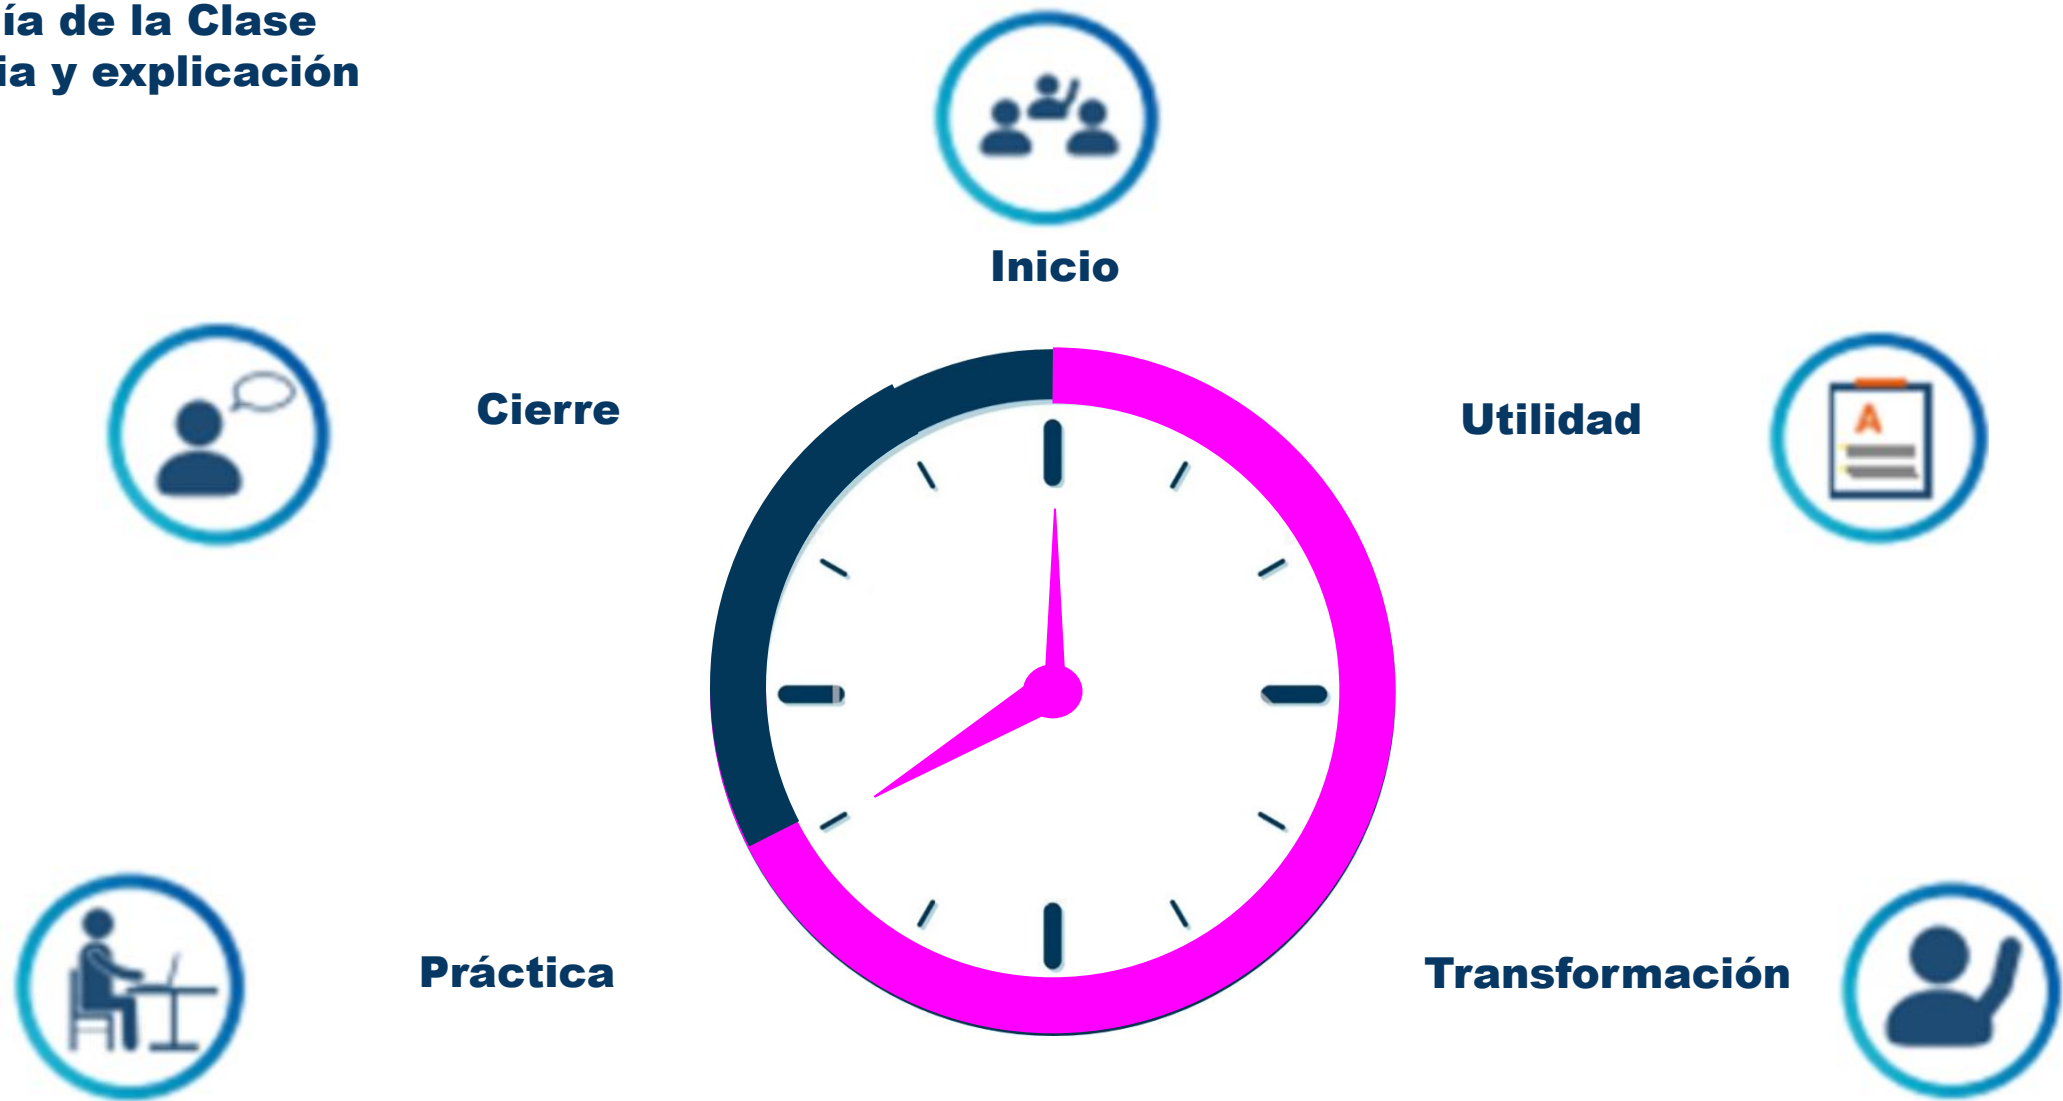 ía de la Clase
ia y explicación
Inicio
Cierre
Utilidad
A
Práctica
Transformación